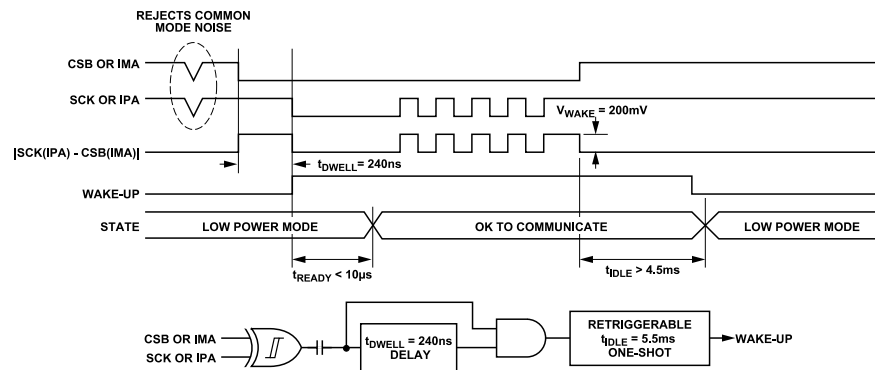 REJECTS COMMON
MODE NOISE
CSB OR IMA
SCK OR IPA
VWAKE = 200mV
|SCK(IPA) - CSB(IMA)|
tDWELL = 240ns
WAKE-UP
STATE
LOW POWER MODE
OK TO COMMUNICATE
LOW POWER MODE
tREADY < 10µs
tIDLE > 4.5ms
CSB OR IMA
SCK OR IPA
tDWELL = 240ns
DELAY
RETRIGGERABLE
tIDLE = 5.5ms
ONE-SHOT
WAKE-UP